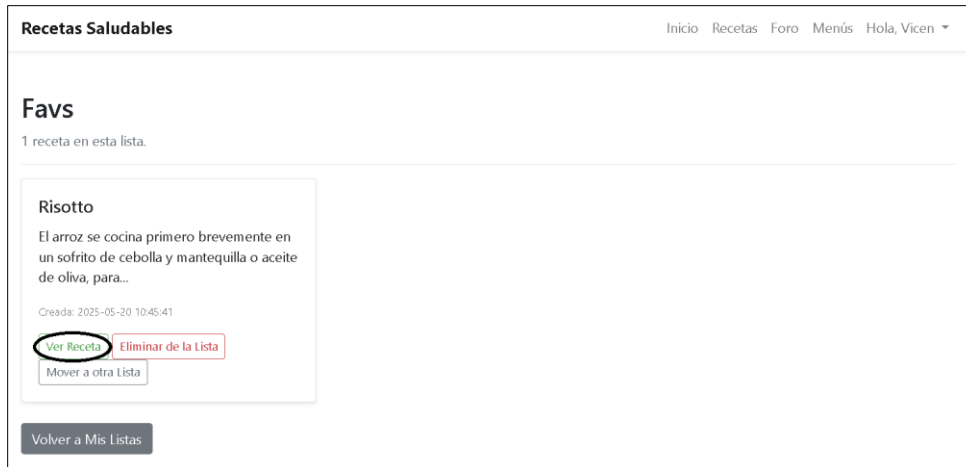 Recetas Saludables
Inicio Recetas Foro Menús Hola, Vicen
Favs
1 receta en esta lista.
Risotto
El arroz se cocina primero brevemente en
un sofrito de cebolla y mantequilla o aceite
de oliva, para...
Creada: 2025-05-20 10:45:41
Ver Receta Eliminar de la Lista
Mover a otra Lista
Volver a Mis Listas